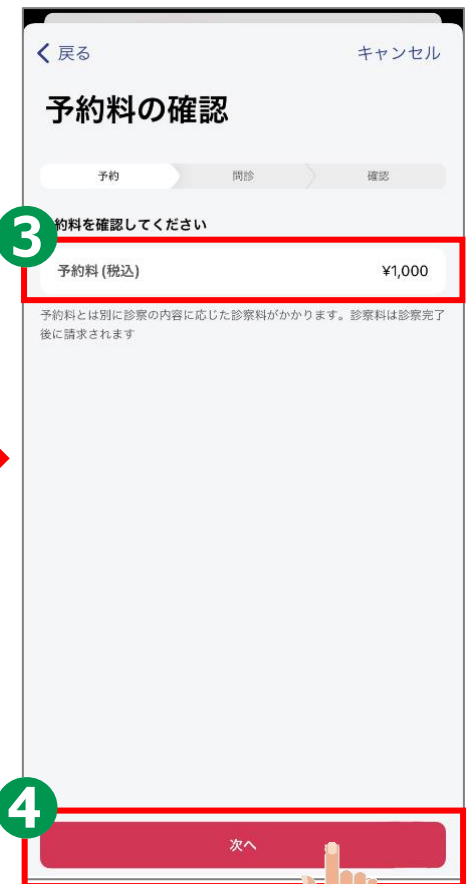 戻る
キャンセル
予約料の確認
予約
問診
確認
3
約料を確認してください
予約料 (税込)
¥1,000
予約料とは別に診察の内容に応じた診察料がかかります。診察料は診察完了
後に請求されます
4
次へ